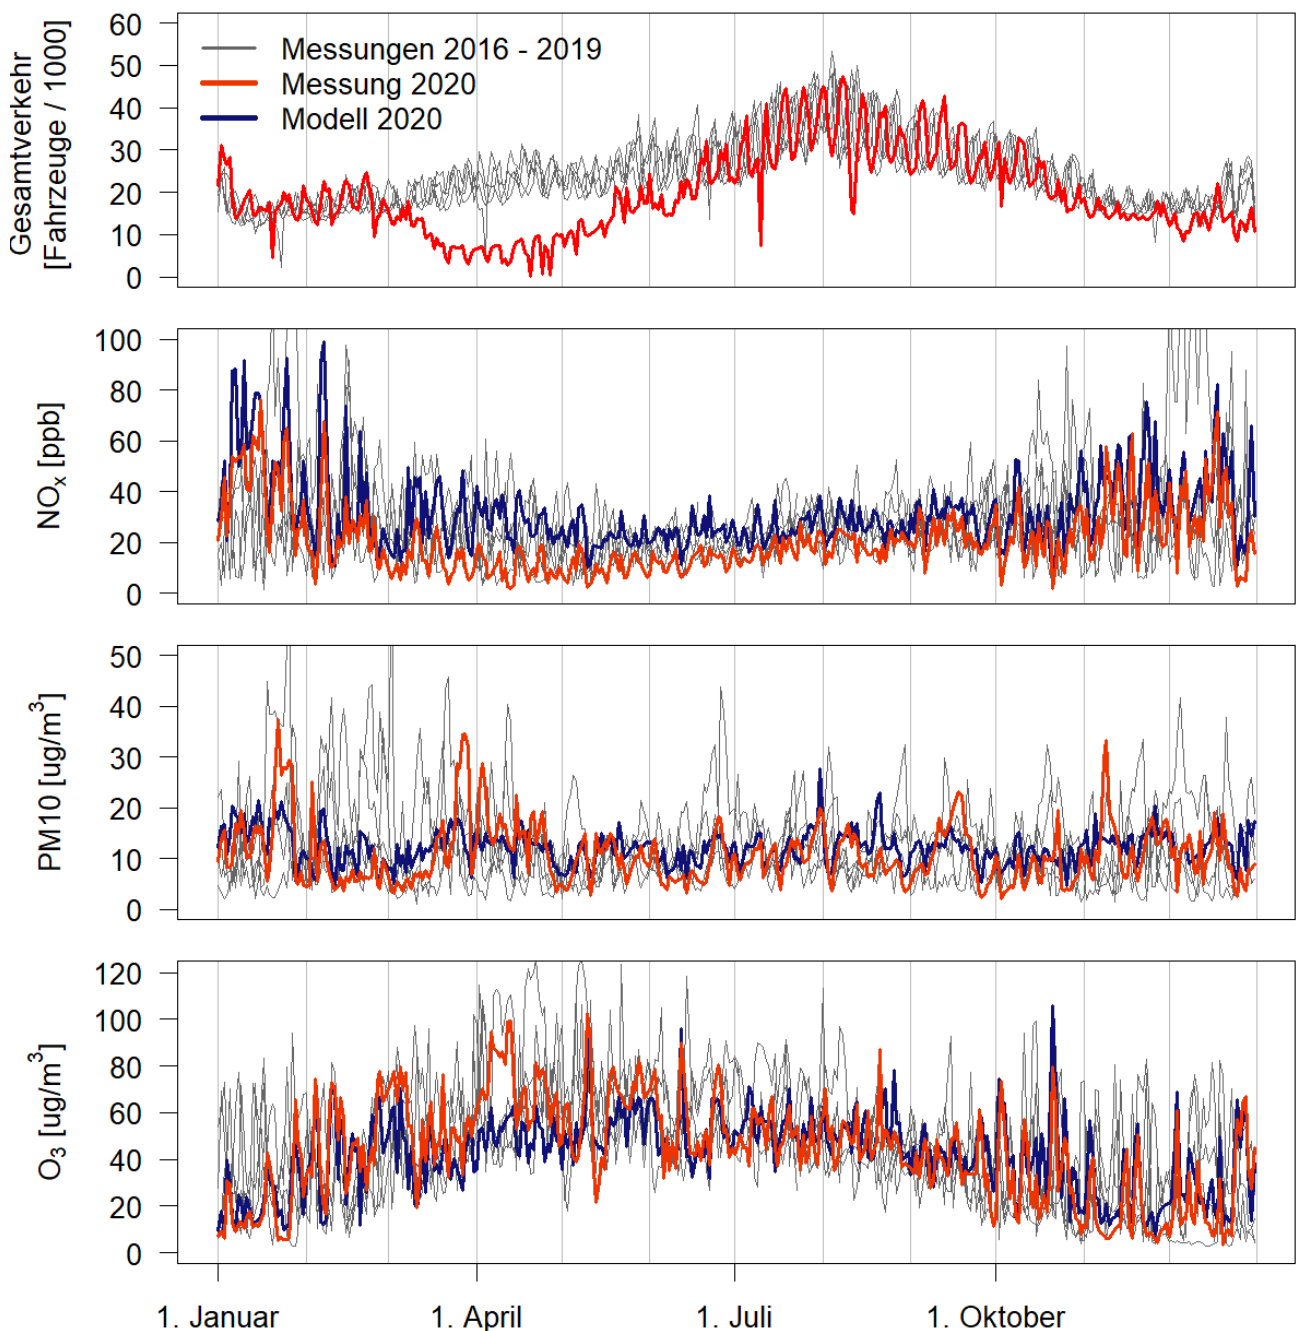 Gesamtverkehr
[Fahrzeuge / 1000]
60
50
40
30
20
10
0
Messungen 2016 - 2019
Messung 2020
Modell 2020
NOx [ppb]
100
80
60
40
20
0
PM10 [ug/m³]
50
40
30
20
10
0
O₃ [ug/m³]
120
100
80
60
40
20
0
1. Januar 1. April 1. Juli 1. Oktober